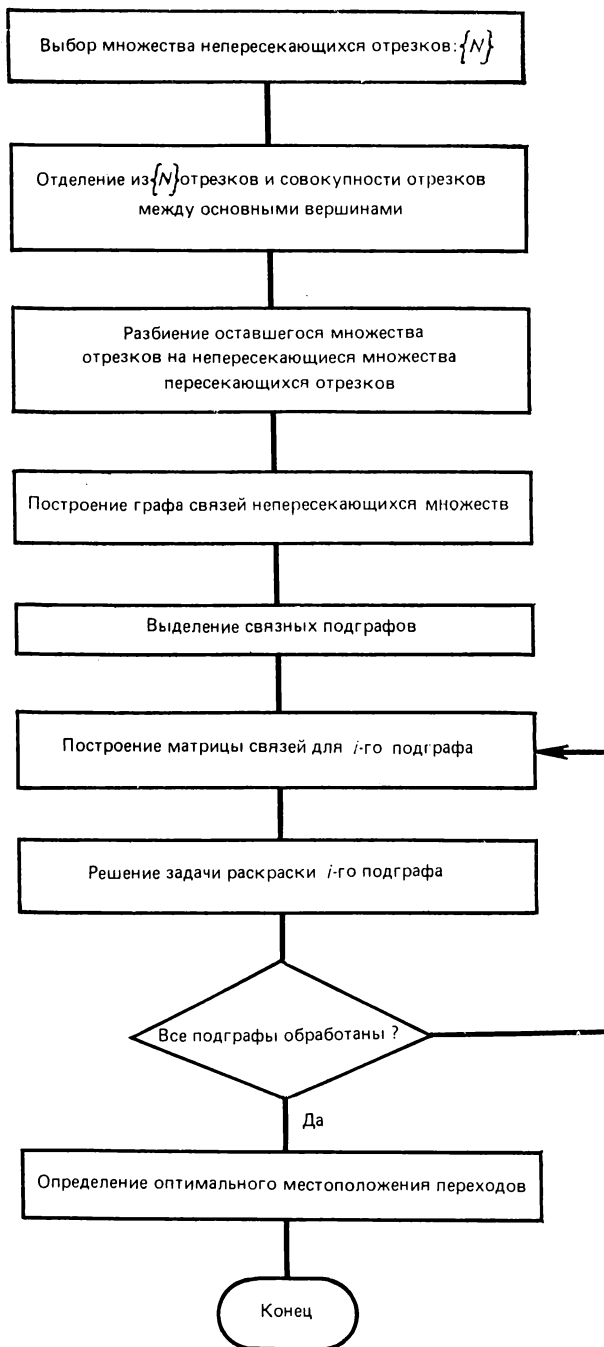 Выбор множества непересекающихся отрезков: {N}
Отделение из {N} отрезков и совокупности отрезков
между основными вершинами
Разбиение оставшегося множества
отрезков на непересекающиеся множества
пересекающихся отрезков
Построение графа связей непересекающихся множеств
Выделение связных подграфов
Построение матрицы связей для i-го подграфа
Решение задачи раскраски i-го подграфа
Все подграфы обработаны ?
Да
Определение оптимального местоположения переходов
Конец